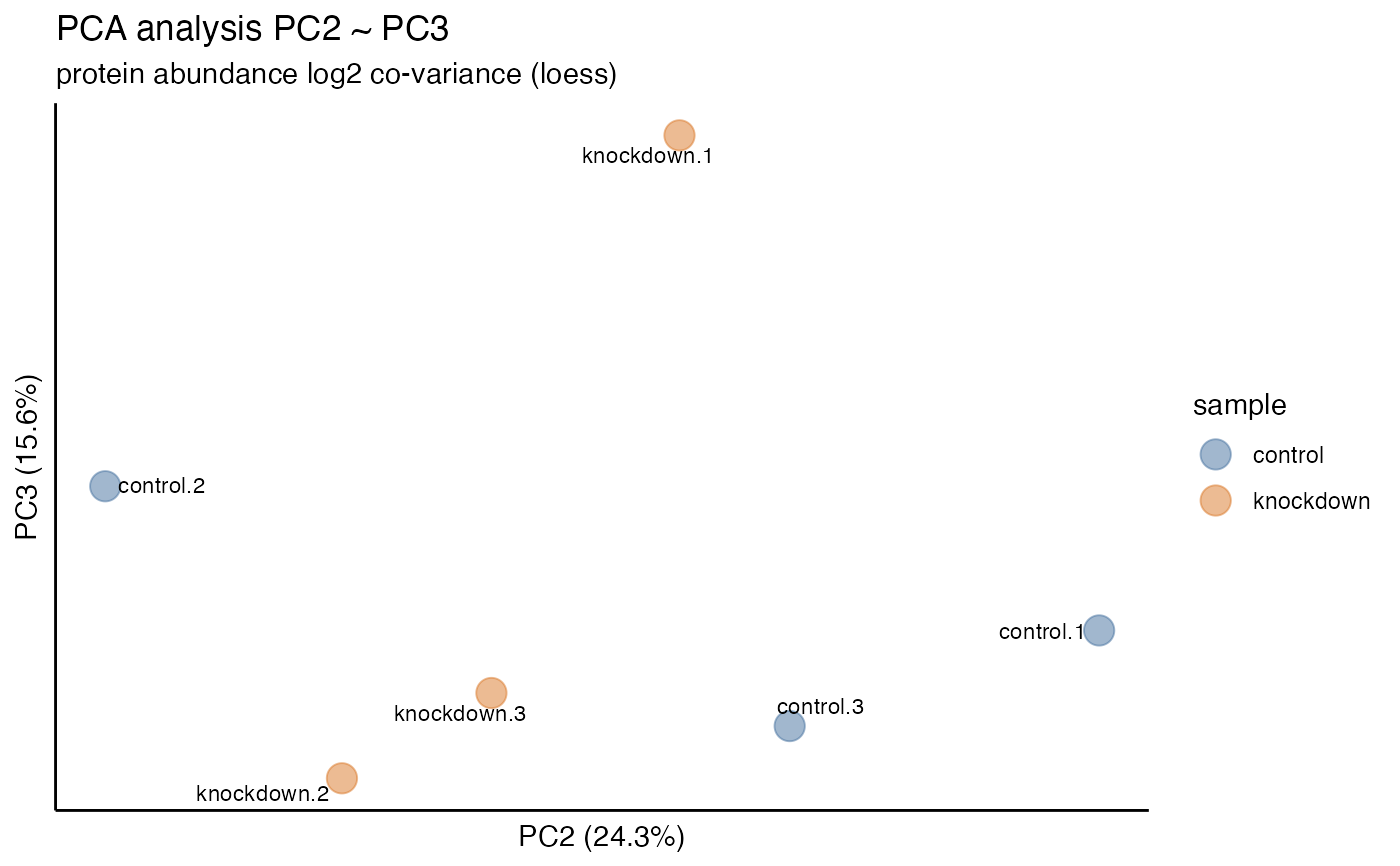 PCA analysis PC2 ~ PC3
protein abundance log2 co-variance (loess)
knockdown.1
control.2
control.1
control.3
knockdown.3
knockdown.2
PC3 (15.6%)
PC2 (24.3%)
sample
control
knockdown